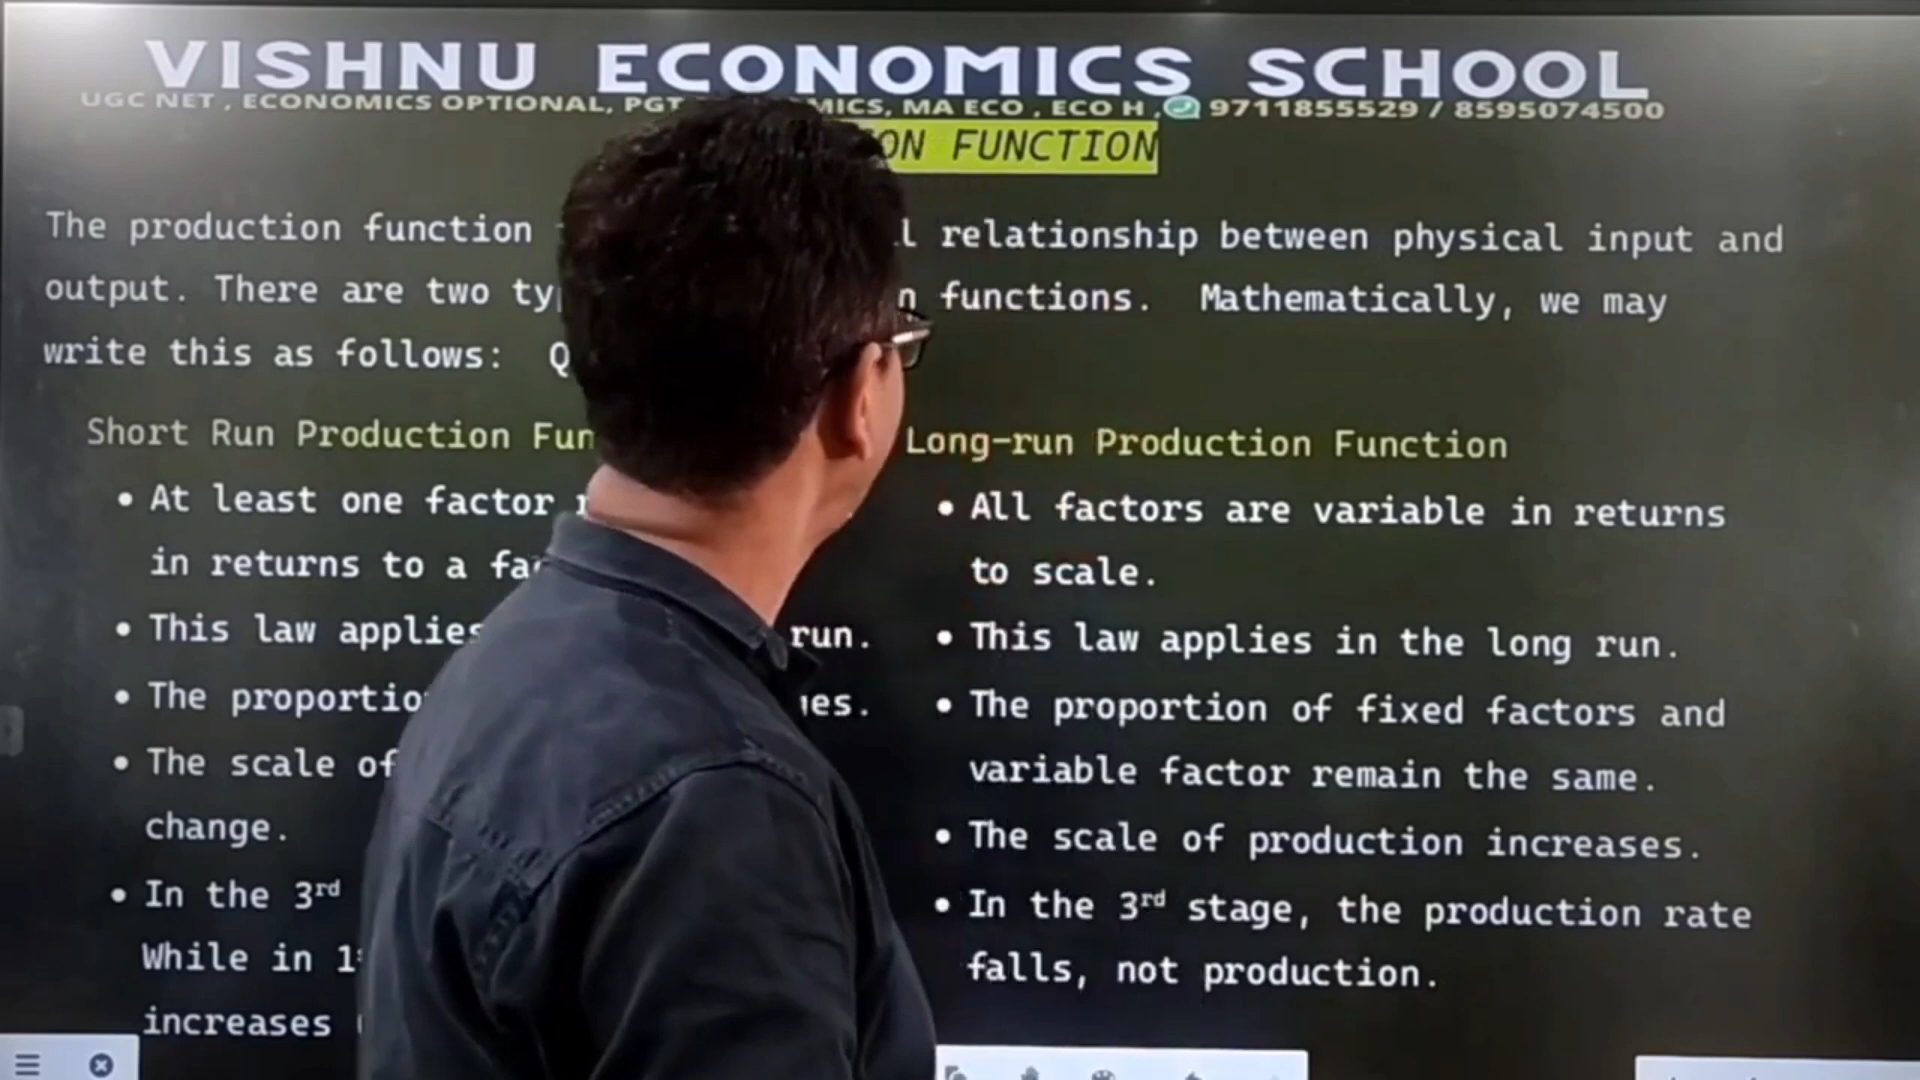 VISHNU ECONOMICS SCHOOL
UGC NET , ECONOMICS OPTIONAL, PGT MICS, MA ECO , ECO H , 9711855529 / 8595074500
ON FUNCTION
The production function l relationship between physical input and
output. There are two ty n functions. Mathematically, we may
write this as follows: Q
Short Run Production Fun
• At least one factor
in returns to a fac
• This law applies run.
• The proportio es.
• The scale of
change.
• In the 3rd
While in 1
increases
Long-run Production Function
• All factors are variable in returns
to scale.
• This law applies in the long run.
• The proportion of fixed factors and
variable factor remain the same.
• The scale of production increases.
• In the 3rd stage, the production rate
falls, not production.